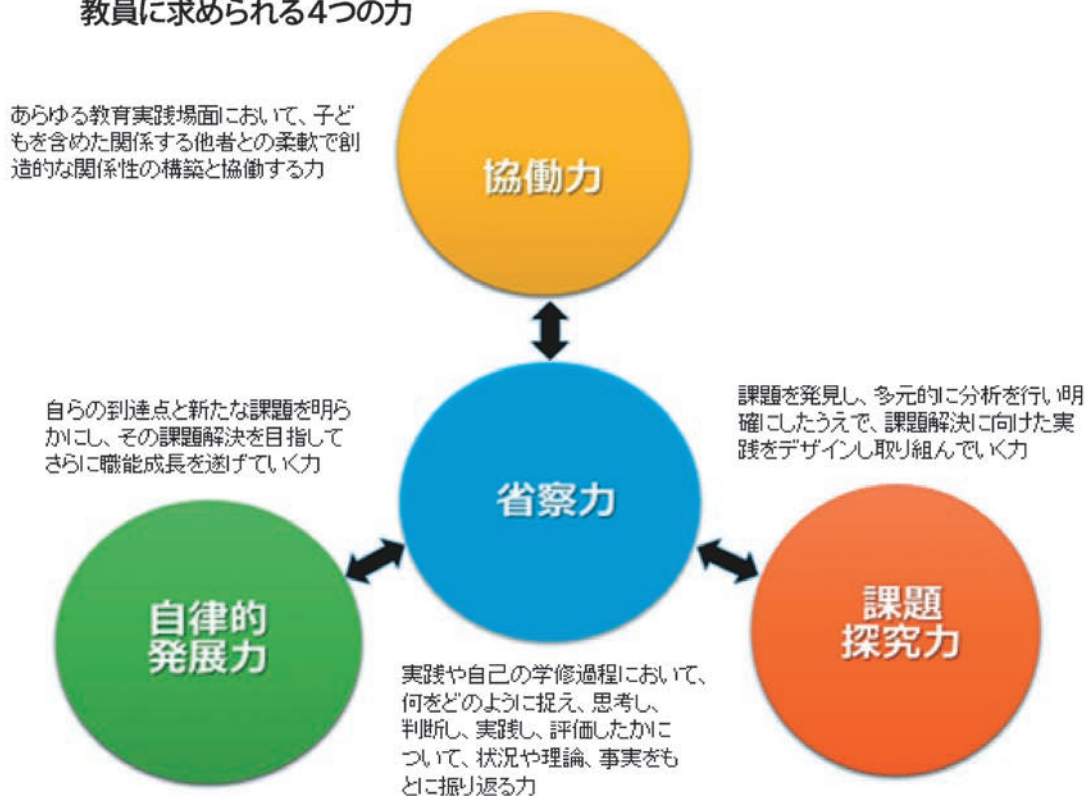 教員に求められる4つの力
あらゆる教育実践場面において、子ど
もを含めた関係する他者との柔軟で創
造的な関係性の構築と協働する力
協働力
自らの到達点と新たな課題を明ら
かにし、その課題解決を目指して
さらに職能成長を遂げていく力
課題を発見し、多元的に分析を行い明
確にしたうえで、課題解決に向けた実
践をデザインし取り組んでいく力
省察力
自律的
発展力
課題
探究力
実践や自己の学修過程において、
何をどのように捉え、思考し、
判断し、実践し、評価したかに
ついて、状況や理論、事実をも
とに振り返る力